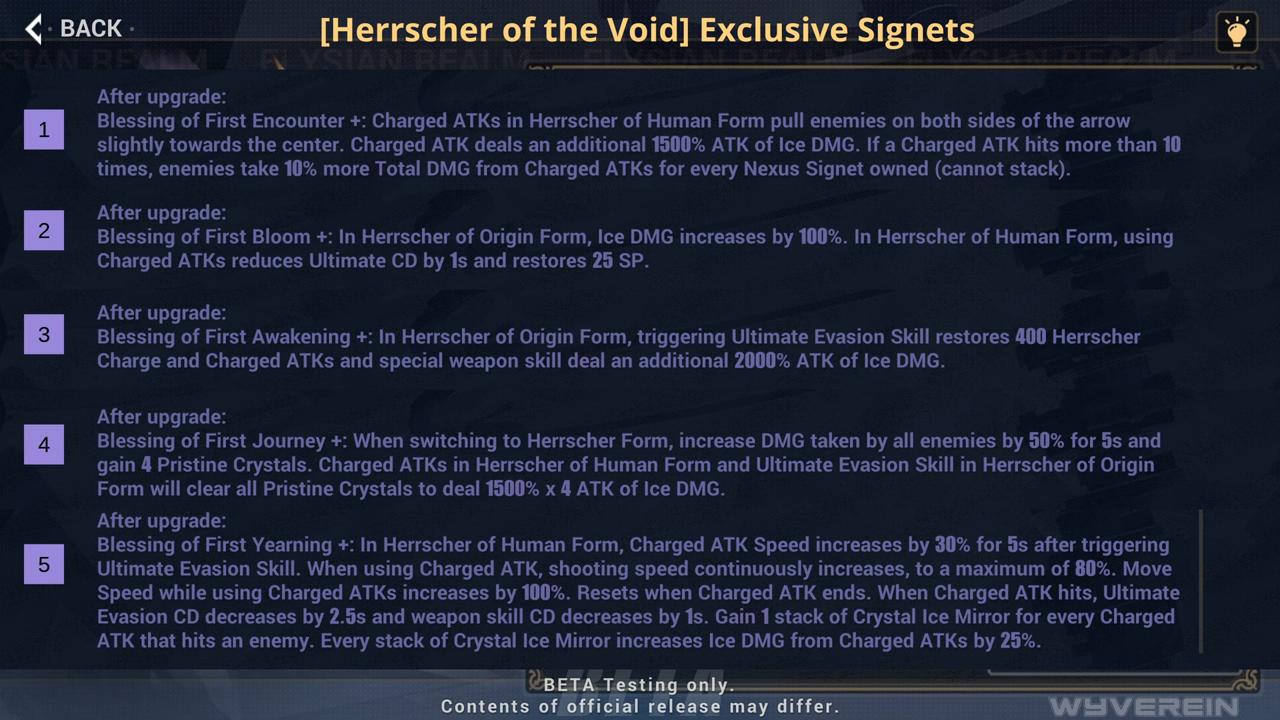 BACK
[Herrscher of the Void] Exclusive Signets
ELYSIAN REALM ELYSIAN REALM ELYSIAN REALM
1
After upgrade:
Blessing of First Encounter +: Charged ATKs in Herrscher of Human Form pull enemies on both sides of the arrow
slightly towards the center. Charged ATK deals an additional 1500% ATK of Ice DMG. If a Charged ATK hits more than 10
times, enemies take 10% more Total DMG from Charged ATKs for every Nexus Signet owned (cannot stack).
2
After upgrade:
Blessing of First Bloom +: In Herrscher of Origin Form, Ice DMG increases by 100%. In Herrscher of Human Form, using
Charged ATKs reduces Ultimate CD by 1s and restores 25 SP.
3
After upgrade:
Blessing of First Awakening +: In Herrscher of Origin Form, triggering Ultimate Evasion Skill restores 400 Herrscher
Charge and Charged ATKs and special weapon skill deal an additional 2000% ATK of Ice DMG.
4
After upgrade:
Blessing of First Journey +: When switching to Herrscher Form, increase DMG taken by all enemies by 50% for 5s and
gain 4 Pristine Crystals. Charged ATKs in Herrscher of Human Form and Ultimate Evasion Skill in Herrscher of Origin
Form will clear all Pristine Crystals to deal 1500% x 4 ATK of Ice DMG.
5
After upgrade:
Blessing of First Yearning +: In Herrscher of Human Form, Charged ATK Speed increases by 30% for 5s after triggering
Ultimate Evasion Skill. When using Charged ATK, shooting speed continuously increases, to a maximum of 80%. Move
Speed while using Charged ATKs increases by 100%. Resets when Charged ATK ends. When Charged ATK hits, Ultimate
Evasion CD decreases by 2.5s and weapon skill CD decreases by 1s. Gain 1 stack of Crystal Ice Mirror for every Charged
ATK that hits an enemy. Every stack of Crystal Ice Mirror increases Ice DMG from Charged ATKs by 25%.
BETA Testing only.
Contents of official release may differ.
WYVEREIN